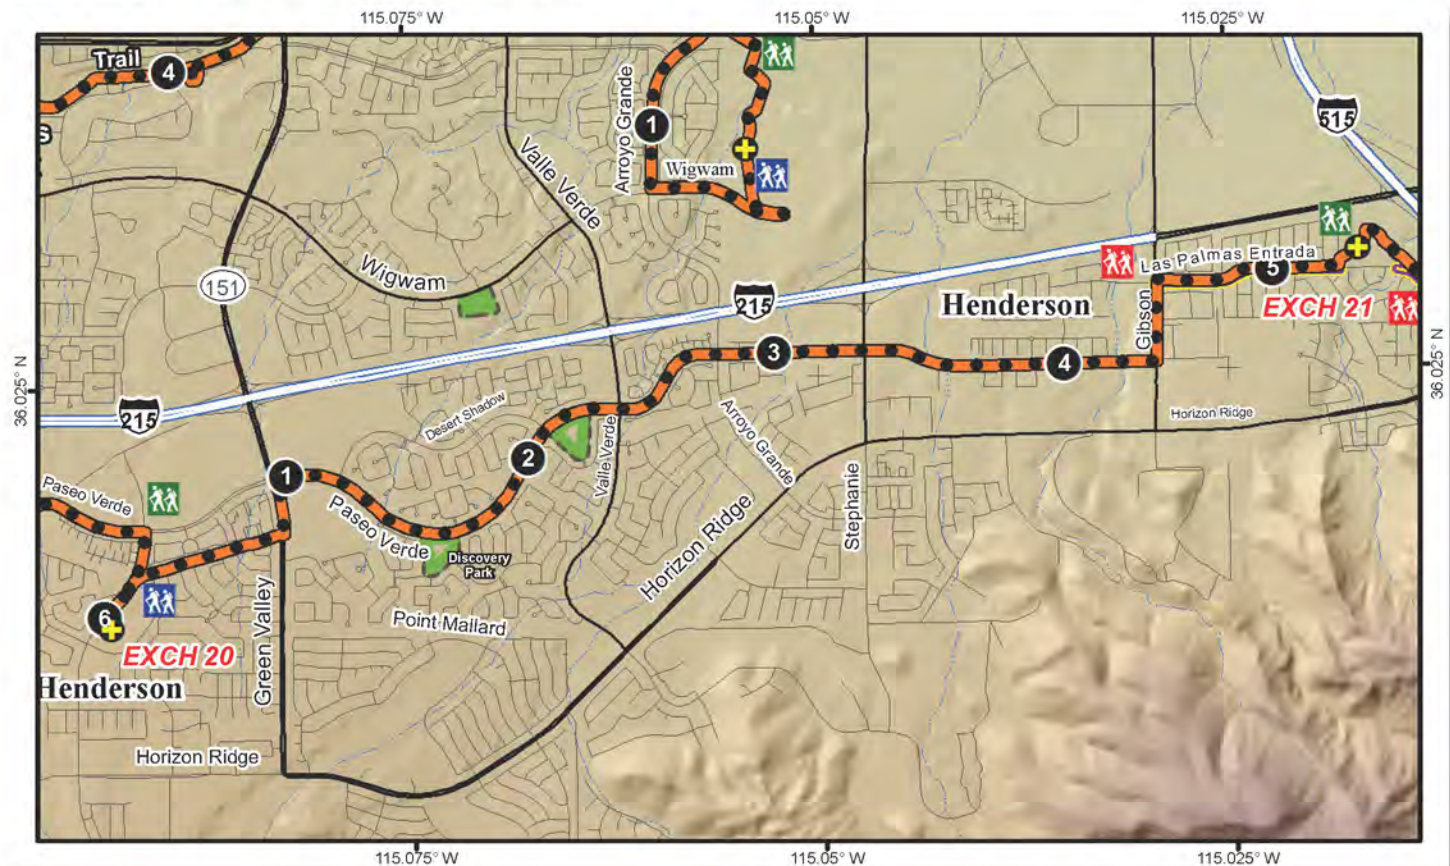 115.075° W
115.05° W
115.025° W
Trail
4
s
Arroyo Grande
1
Wigwam
Valle Verde
515
Wigwam
151
215
Henderson
Las Palmas Entrada
5
EXCH 21
Gibson
36.025° N
36.025° N
215
3
4
Desert Shadow
Horizon Ridge
Arroyo Grande
Valle Verde
2
1
Paseo Verde
Paseo Verde
Discovery
Park
Stephanie
Horizon Ridge
6
EXCH 20
Green Valley
Point Mallard
Henderson
Horizon Ridge
115.075° W
115.05° W
115.025° W